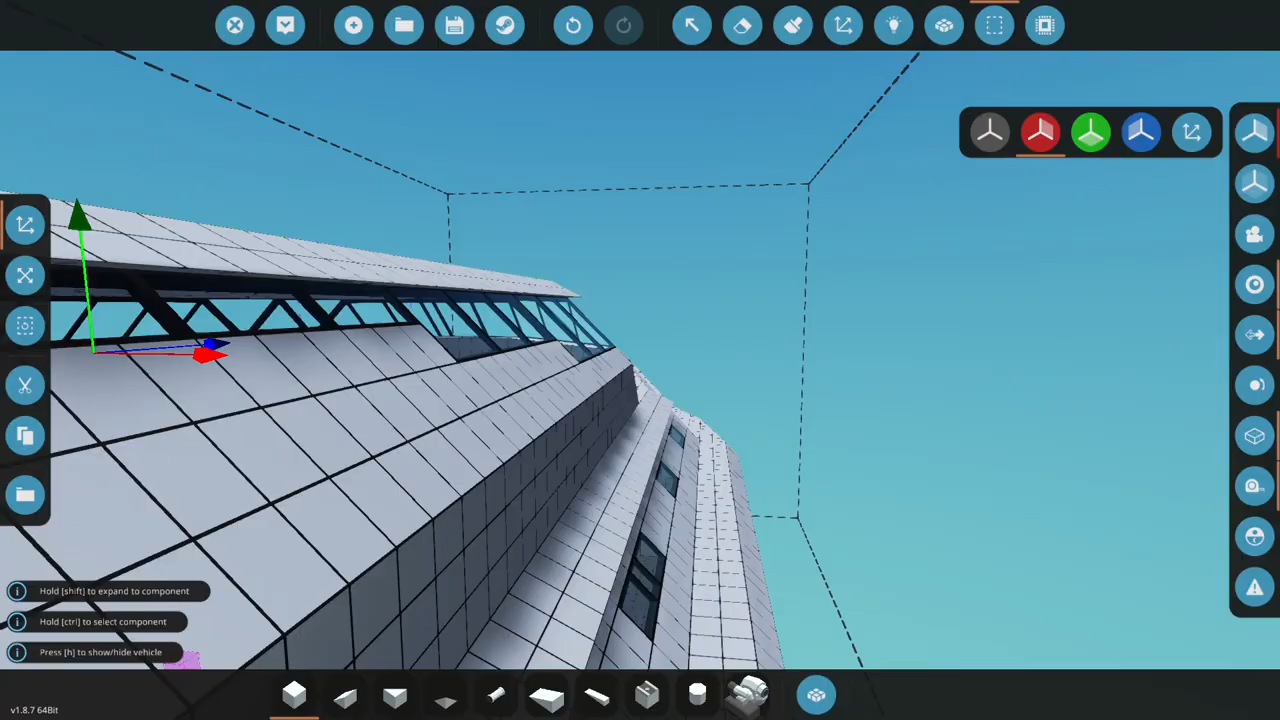 Hold [shift] to expand to component
Hold [ctrl] to select component
Press [h] to show/hide vehicle
v1.8.7 64Bit